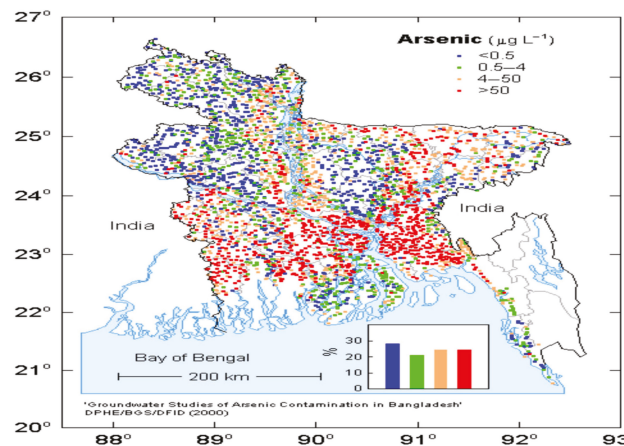 27°
26°
25°
24°
23°
22°
21°
20°
Arsenic (µg L⁻¹)
<0.5
0.5–4
4–50
>50
India
India
Bay of Bengal
200 km
%
30
20
10
0
'Groundwater Studies of Arsenic Contamination in Bangladesh'
DPHE/BGS/DFID (2000)
88° 89° 90° 91° 92° 93°